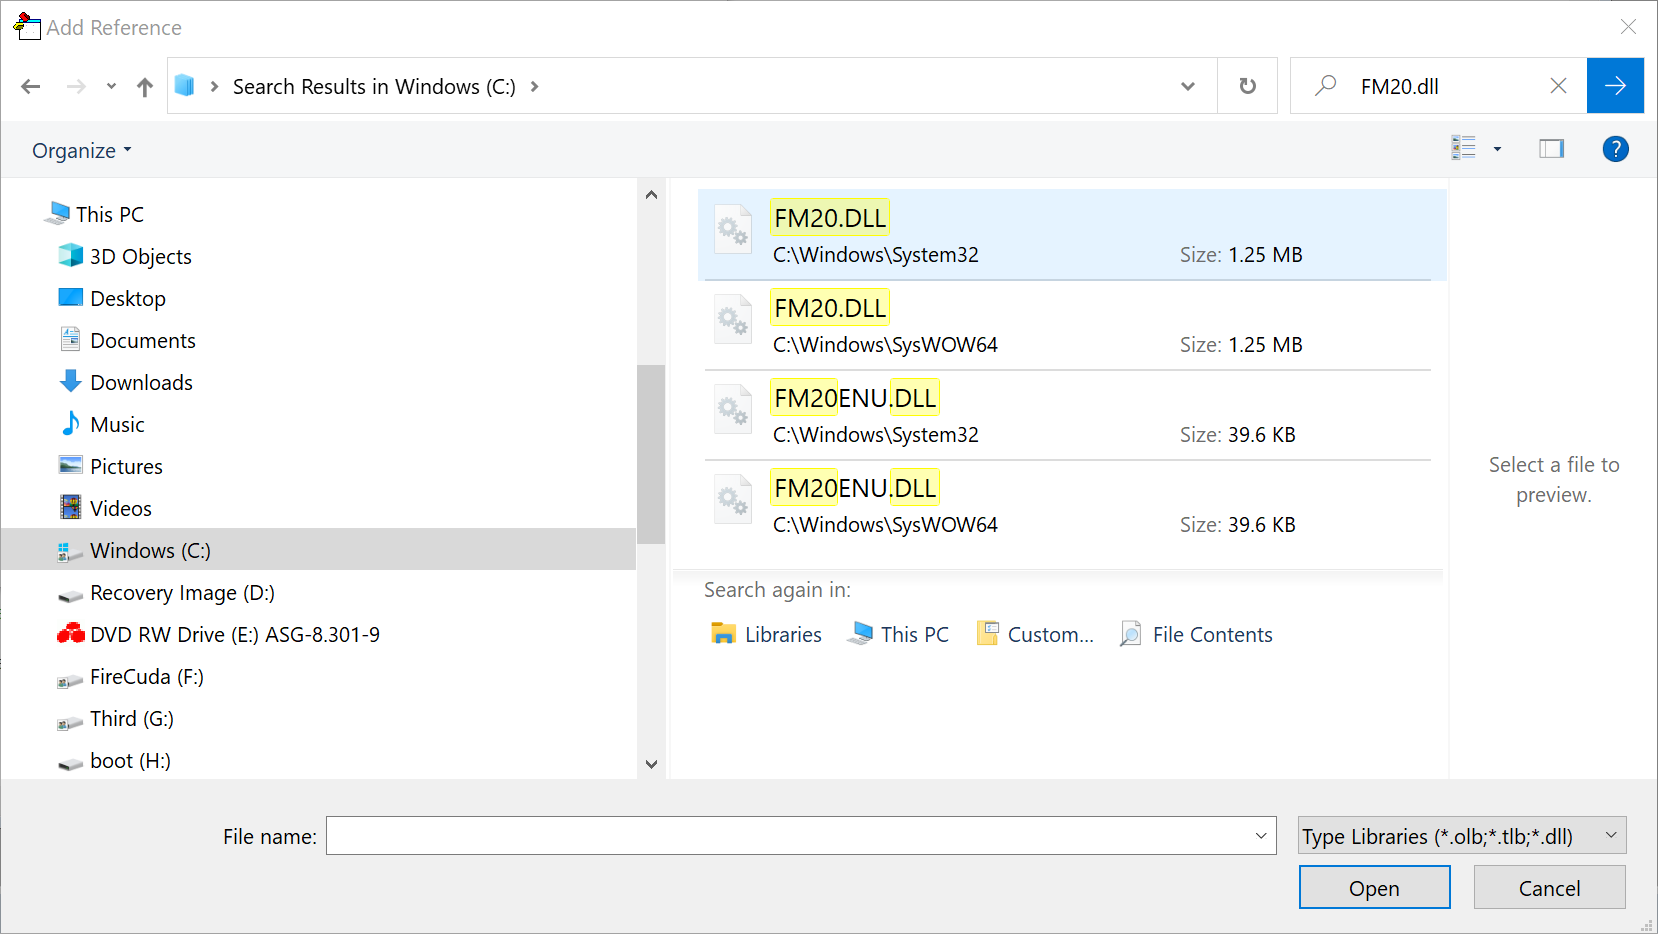 Add Reference
Search Results in Windows (C:)
FM20.dll
Organize
?
This PC
3D Objects
Desktop
Documents
Downloads
Music
Pictures
Videos
Windows (C:)
Recovery Image (D:)
DVD RW Drive (E:) ASG-8.301-9
FireCuda (F:)
Third (G:)
boot (H:)
FM20.DLL
C:\Windows\System32 Size: 1.25 MB
FM20.DLL
C:\Windows\SysWOW64 Size: 1.25 MB
FM20ENU.DLL
C:\Windows\System32 Size: 39.6 KB
FM20ENU.DLL
C:\Windows\SysWOW64 Size: 39.6 KB
Search again in:
Libraries This PC Custom... File Contents
Select a file to
preview.
File name:
Type Libraries (*.olb;*.tlb;*.dll)
Open Cancel